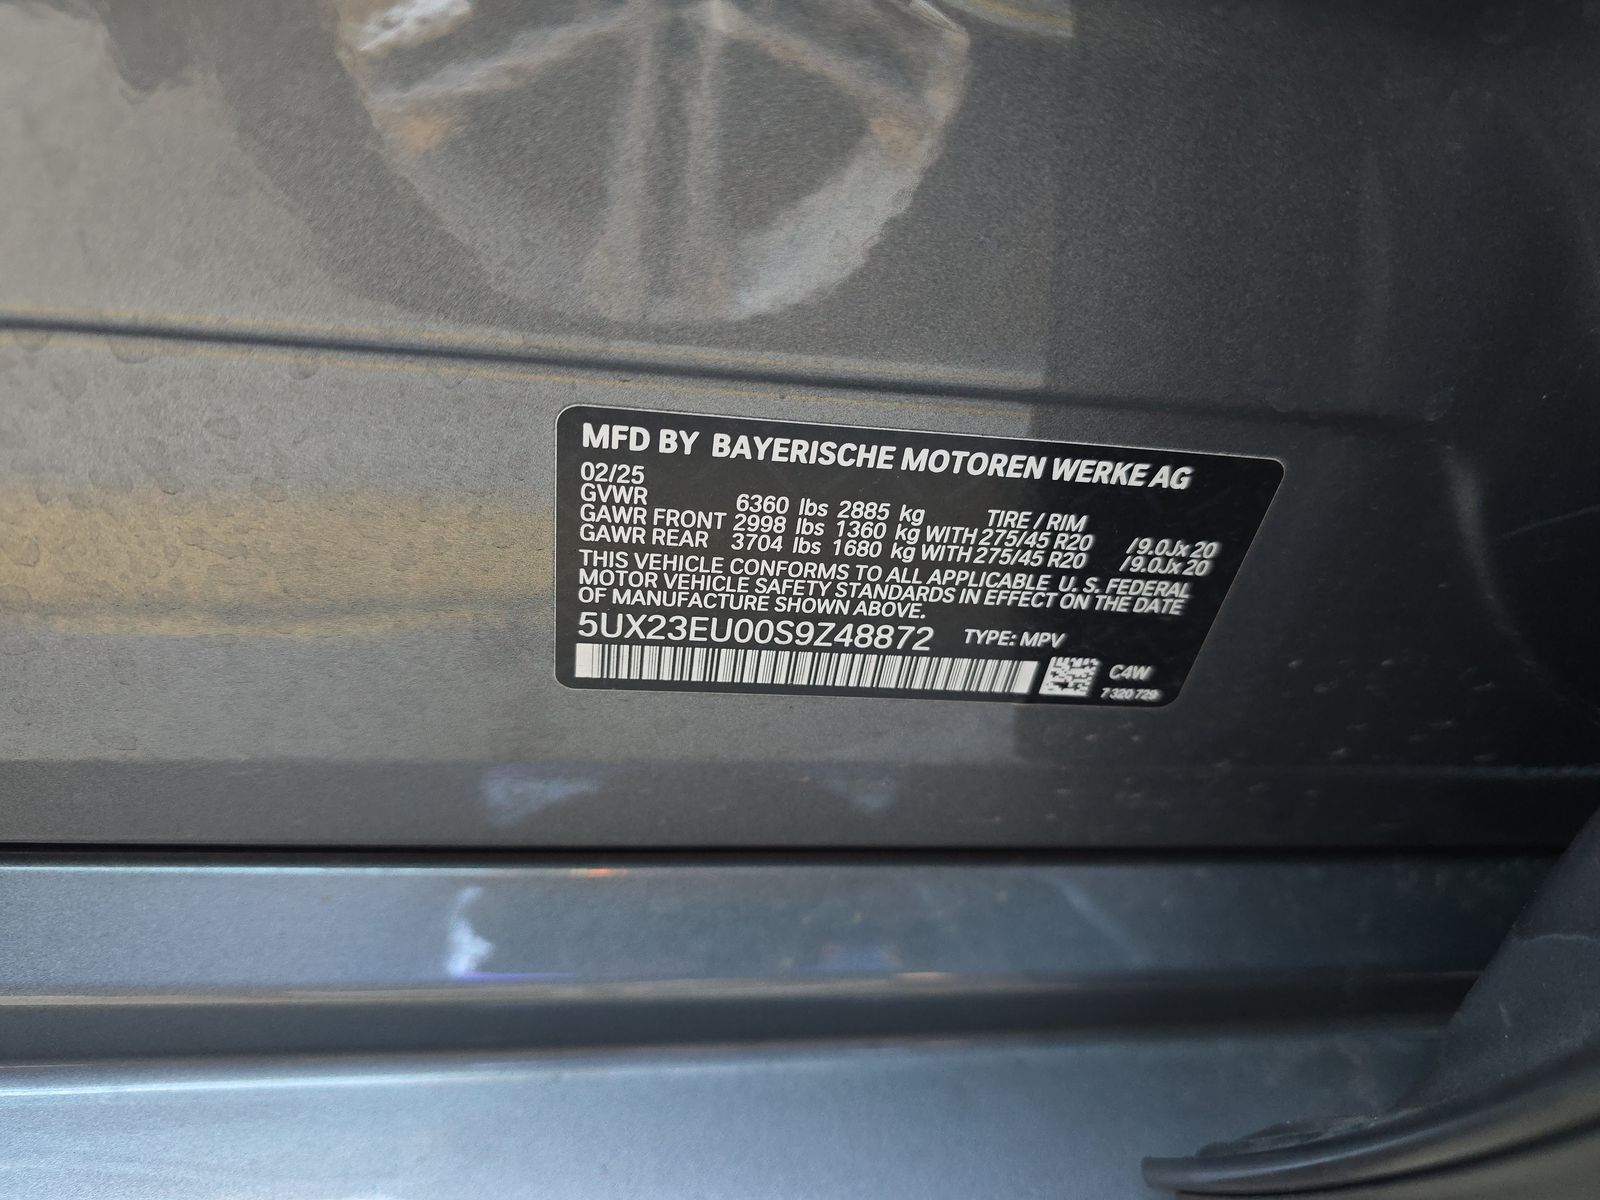 MFD BY BAYERISCHE MOTOREN WERKE AG
02/25
GVWR 6360 lbs 2885 kg TIRE / RIM
GAWR FRONT 2998 lbs 1360 kg WITH 275/45 R20 /9.0Jx20
GAWR REAR 3704 lbs 1680 kg WITH 275/45 R20 /9.0Jx20
THIS VEHICLE CONFORMS TO ALL APPLICABLE U. S. FEDERAL
MOTOR VEHICLE SAFETY STANDARDS IN EFFECT ON THE DATE
OF MANUFACTURE SHOWN ABOVE.
5UX23EU00S9Z48872 TYPE: MPV
C4W
7 320 729